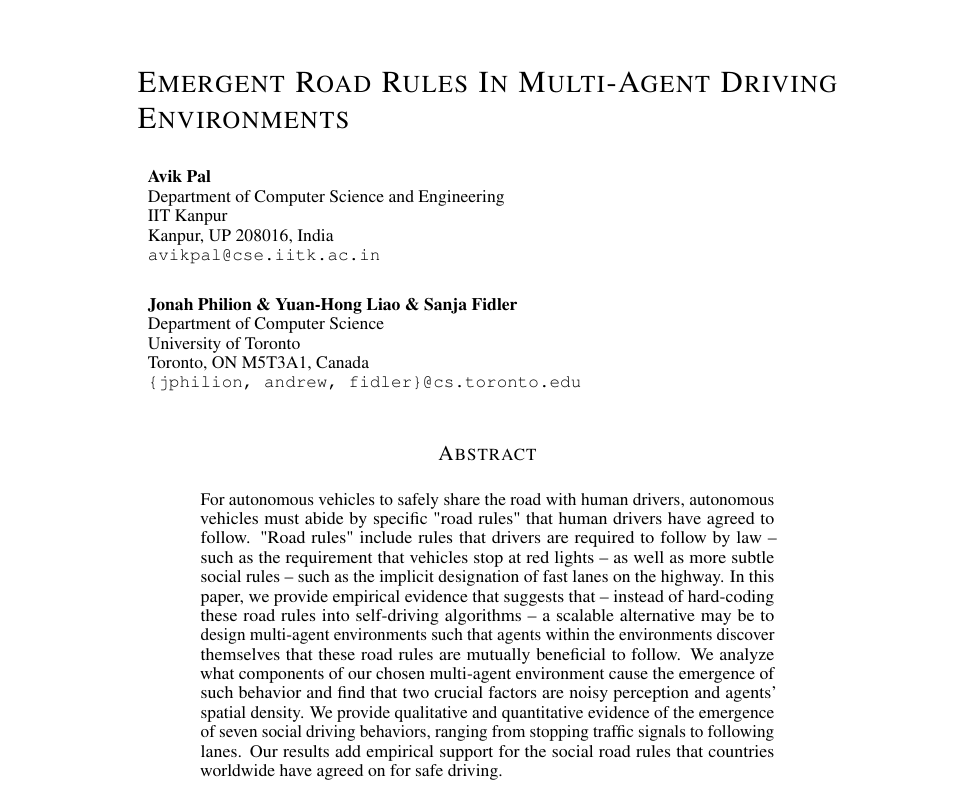 EMERGENT ROAD RULES IN MULTI-AGENT DRIVING
ENVIRONMENTS
Avik Pal
Department of Computer Science and Engineering
IIT Kanpur
Kanpur, UP 208016, India
avikpal@cse.iitk.ac.in
Jonah Philion & Yuan-Hong Liao & Sanja Fidler
Department of Computer Science
University of Toronto
Toronto, ON M5T3A1, Canada
{jphilion, andrew, fidler}@cs.toronto.edu
ABSTRACT
For autonomous vehicles to safely share the road with human drivers, autonomous
vehicles must abide by specific "road rules" that human drivers have agreed to
follow. "Road rules" include rules that drivers are required to follow by law –
such as the requirement that vehicles stop at red lights – as well as more subtle
social rules – such as the implicit designation of fast lanes on the highway. In this
paper, we provide empirical evidence that suggests that – instead of hard-coding
these road rules into self-driving algorithms – a scalable alternative may be to
design multi-agent environments such that agents within the environments discover
themselves that these road rules are mutually beneficial to follow. We analyze
what components of our chosen multi-agent environment cause the emergence of
such behavior and find that two crucial factors are noisy perception and agents'
spatial density. We provide qualitative and quantitative evidence of the emergence
of seven social driving behaviors, ranging from stopping traffic signals to following
lanes. Our results add empirical support for the social road rules that countries
worldwide have agreed on for safe driving.